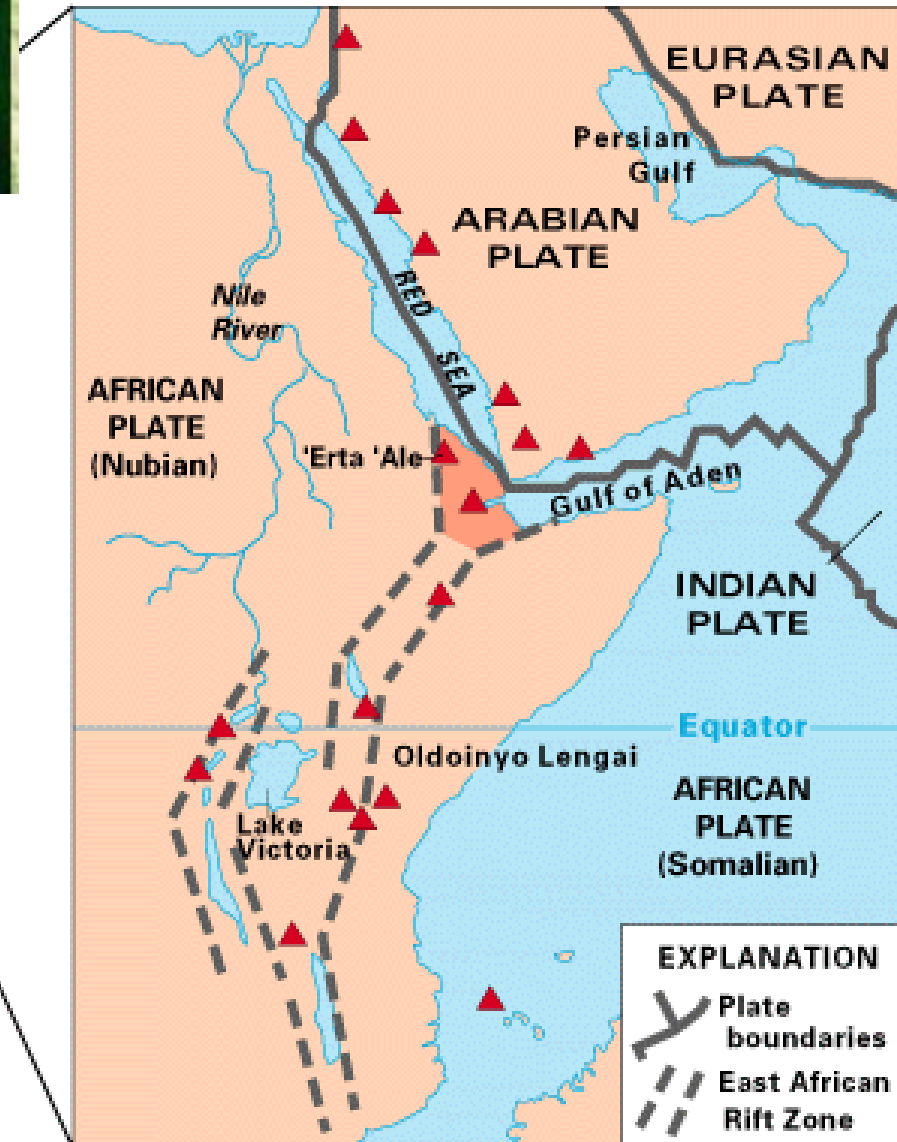 EURASIAN
PLATE
Persian
Gulf
ARABIAN
PLATE
RED
SEA
Nile
River
AFRICAN
PLATE
(Nubian)
'Erta 'Ale
Gulf of Aden
INDIAN
PLATE
Equator
Oldoinyo Lengai
AFRICAN
PLATE
(Somalian)
Lake
Victoria
EXPLANATION
Plate
boundaries
East African
Rift Zone